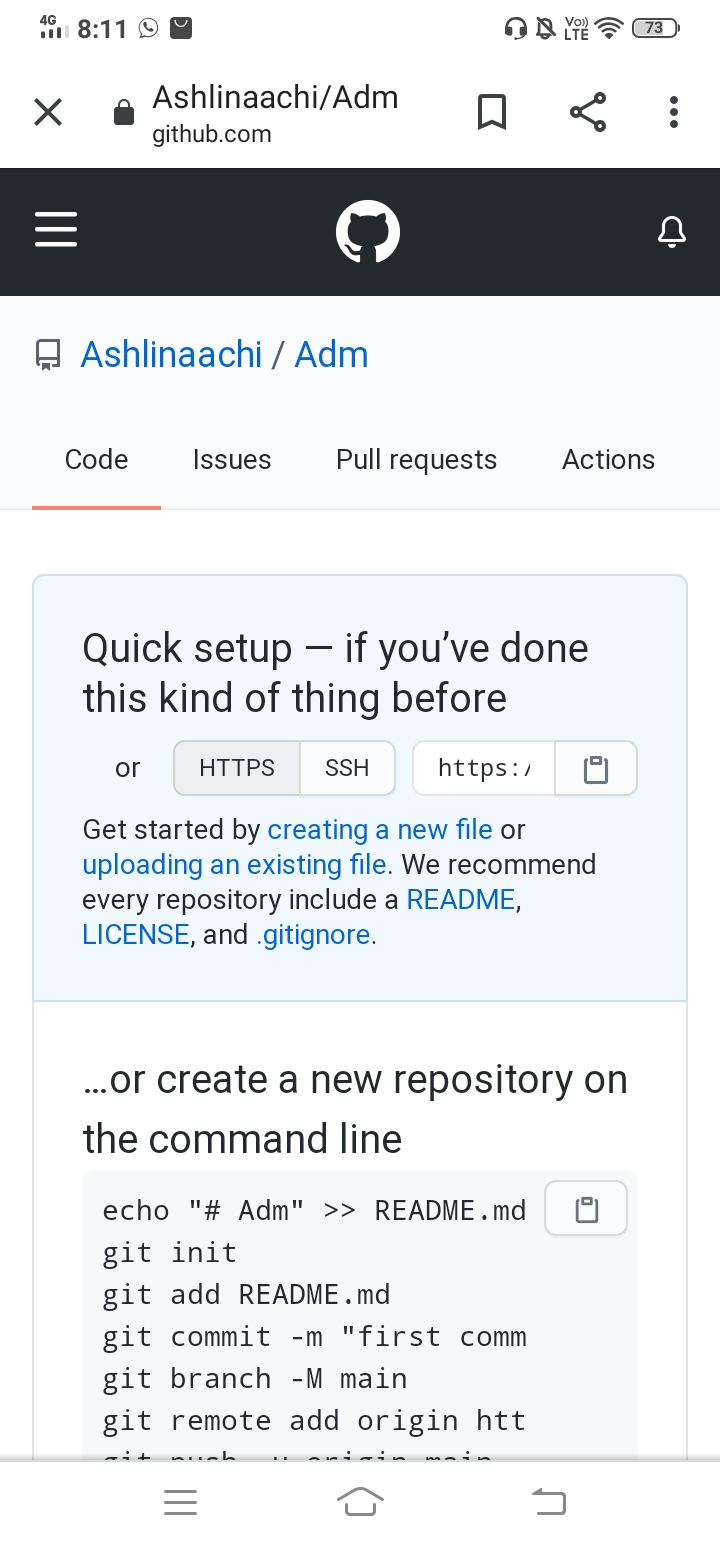 4G 8:11 Vo)) LTE 73
Ashlinaachi/Adm
github.com
Ashlinaachi / Adm
Code Issues Pull requests Actions
Quick setup — if you’ve done
this kind of thing before
or HTTPS SSH https:/
Get started by creating a new file or
uploading an existing file. We recommend
every repository include a README,
LICENSE, and .gitignore.
…or create a new repository on
the command line
echo "# Adm" >> README.md
git init
git add README.md
git commit -m "first comm
git branch -M main
git remote add origin htt
git push -u origin main